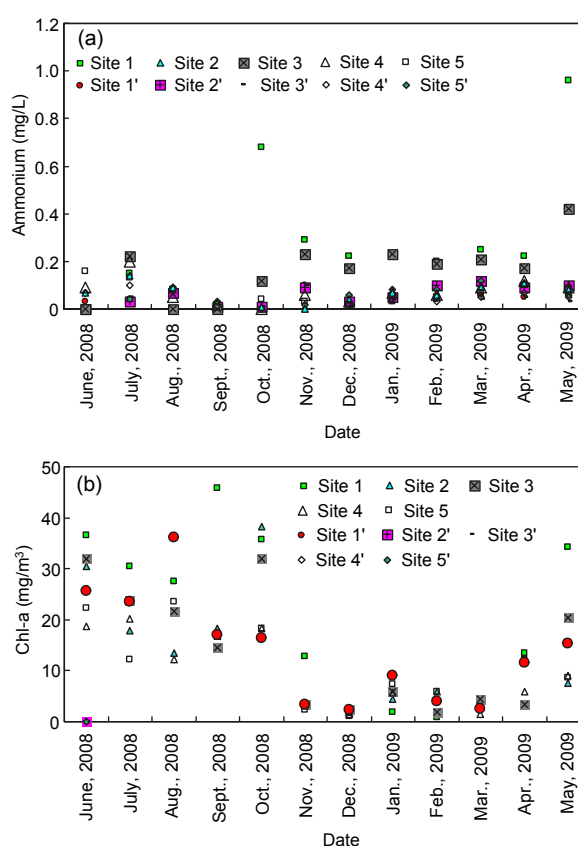 (a)
Ammonium (mg/L)
1.2
1.0
0.8
0.6
0.4
0.2
0
Site 1 Site 2 Site 3 Site 4 Site 5
Site 1' Site 2' Site 3' Site 4' Site 5'
June, 2008
July, 2008
Aug., 2008
Sept., 2008
Oct., 2008
Nov., 2008
Dec., 2008
Jan., 2009
Feb., 2009
Mar., 2009
Apr., 2009
May, 2009
Date
(b)
Chl-a (mg/m³)
50
40
30
20
10
0
Site 1 Site 2 Site 3
Site 4 Site 5
Site 1' Site 2' Site 3'
Site 4' Site 5'
June, 2008
July, 2008
Aug., 2008
Sept., 2008
Oct., 2008
Nov., 2008
Dec., 2008
Jan., 2009
Feb., 2009
Mar., 2009
Apr., 2009
May, 2009
Date